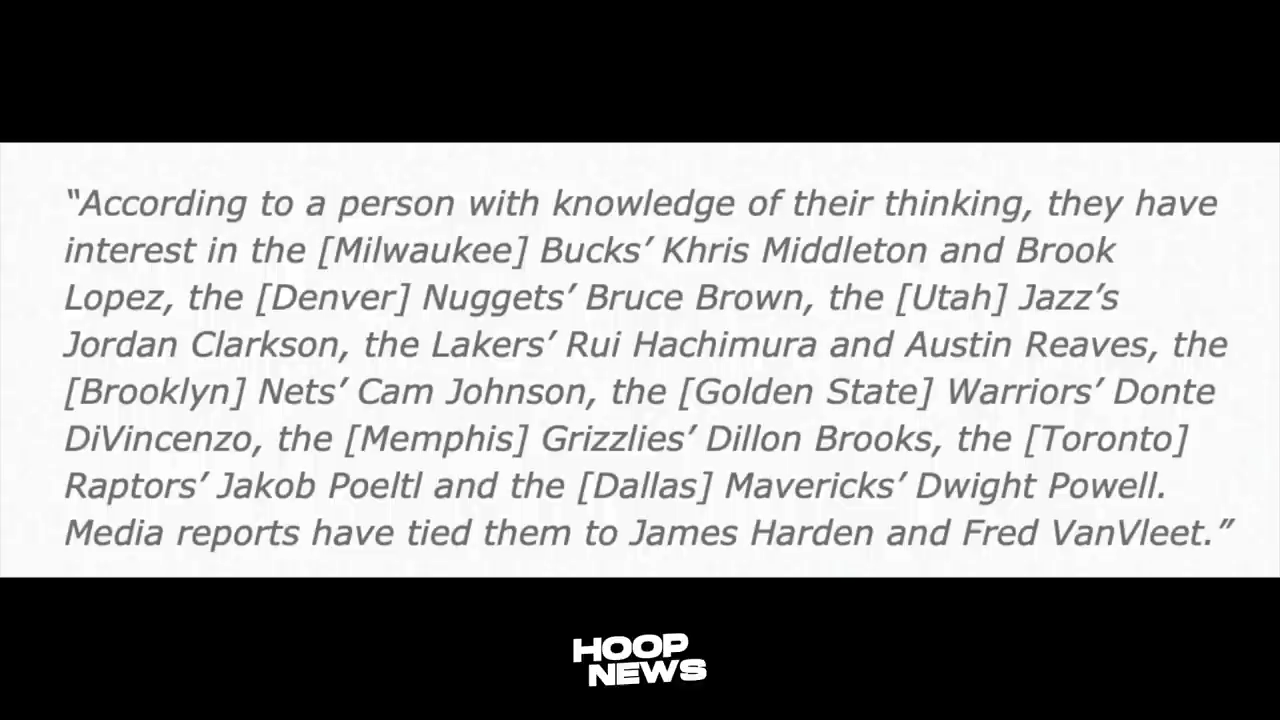 “According to a person with knowledge of their thinking, they have
interest in the [Milwaukee] Bucks’ Khris Middleton and Brook
Lopez, the [Denver] Nuggets’ Bruce Brown, the [Utah] Jazz’s
Jordan Clarkson, the Lakers’ Rui Hachimura and Austin Reaves, the
[Brooklyn] Nets’ Cam Johnson, the [Golden State] Warriors’ Donte
DiVincenzo, the [Memphis] Grizzlies’ Dillon Brooks, the [Toronto]
Raptors’ Jakob Poeltl and the [Dallas] Mavericks’ Dwight Powell.
Media reports have tied them to James Harden and Fred VanVleet.”
HOOP
NEWS